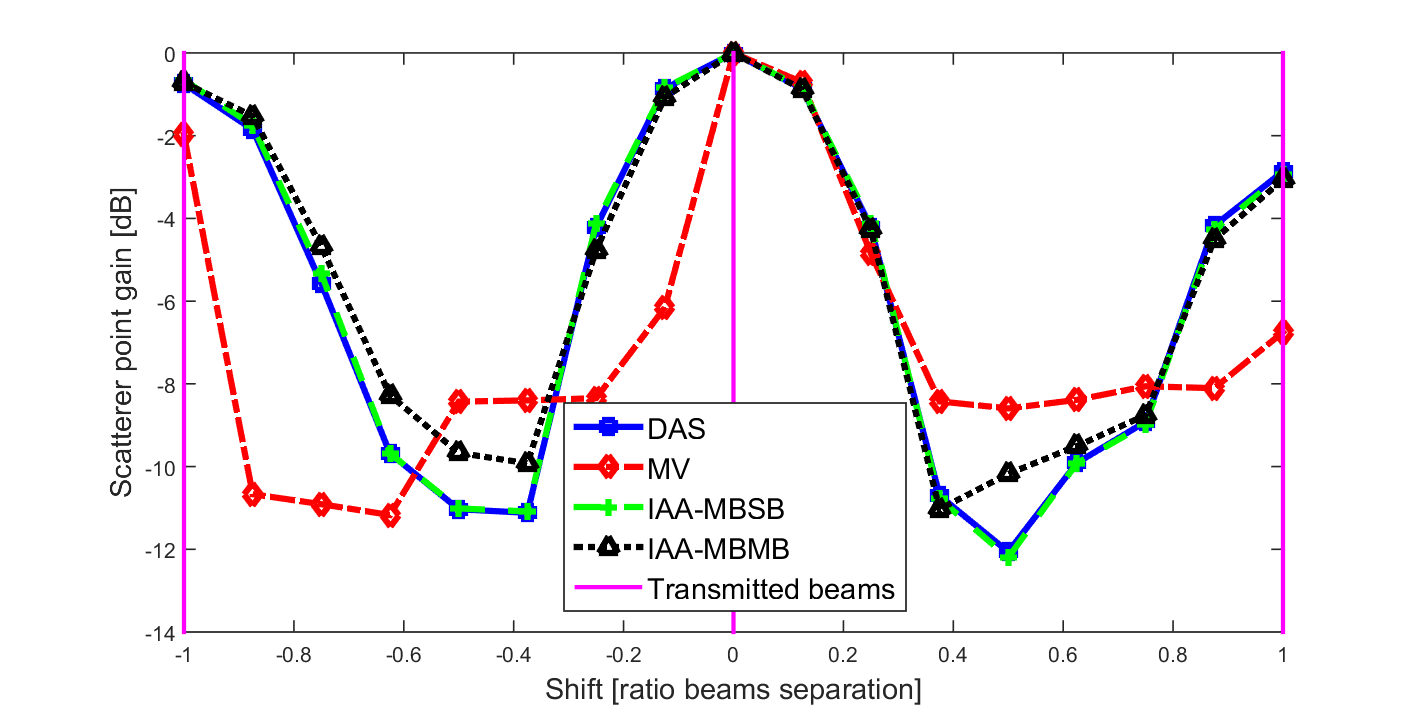 0
-2
-4
-6
-8
-10
-12
-14
Scatterer point gain [dB]
DAS
MV
IAA-MBSB
IAA-MBMB
Transmitted beams
-1 -0.8 -0.6 -0.4 -0.2 0 0.2 0.4 0.6 0.8 1
Shift [ratio beams separation]